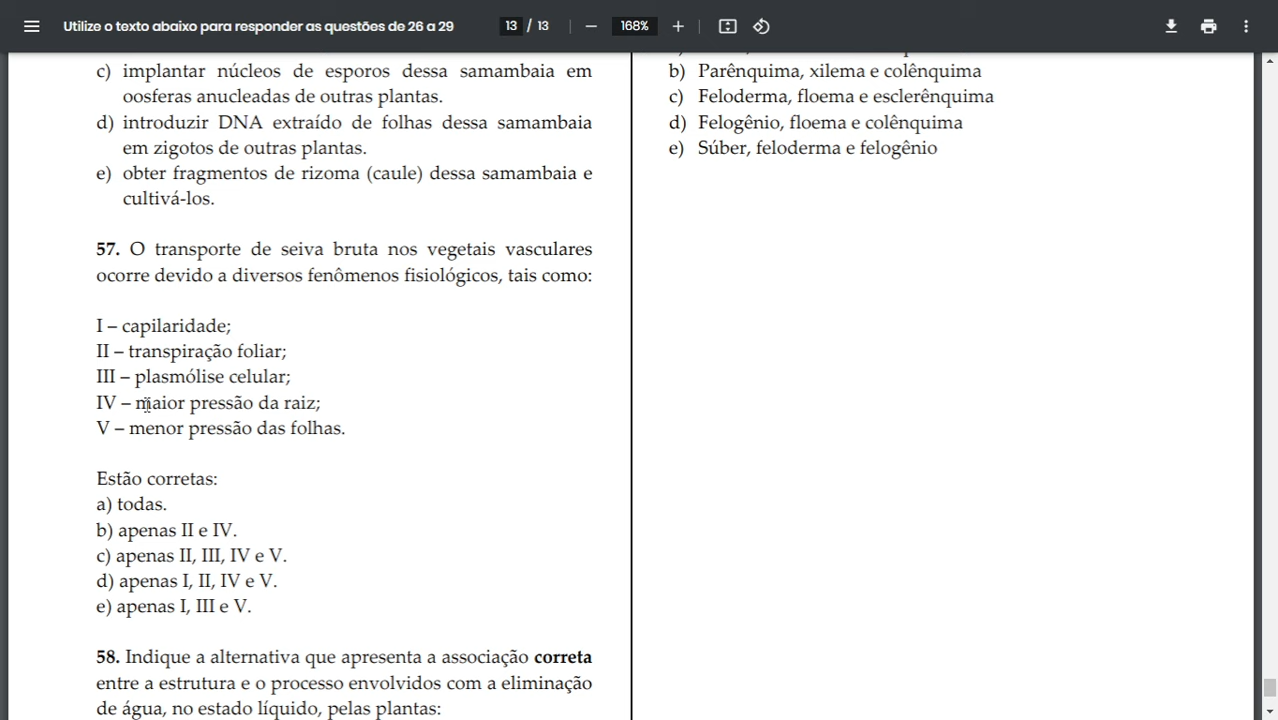 Utilize o texto abaixo para responder as questões de 26 a 29
13 / 13
168%
c) implantar núcleos de esporos dessa samambaia em
oosferas anucleadas de outras plantas.
d) introduzir DNA extraído de folhas dessa samambaia
em zigotos de outras plantas.
e) obter fragmentos de rizoma (caule) dessa samambaia e
cultivá-los.
57. O transporte de seiva bruta nos vegetais vasculares
ocorre devido a diversos fenômenos fisiológicos, tais como:
I – capilaridade;
II – transpiração foliar;
III – plasmólise celular;
IV – maior pressão da raiz;
V – menor pressão das folhas.
Estão corretas:
a) todas.
b) apenas II e IV.
c) apenas II, III, IV e V.
d) apenas I, II, IV e V.
e) apenas I, III e V.
58. Indique a alternativa que apresenta a associação correta
entre a estrutura e o processo envolvidos com a eliminação
de água, no estado líquido, pelas plantas:
b) Parênquima, xilema e colênquima
c) Feloderma, floema e esclerênquima
d) Felogênio, floema e colênquima
e) Súber, feloderma e felogênio